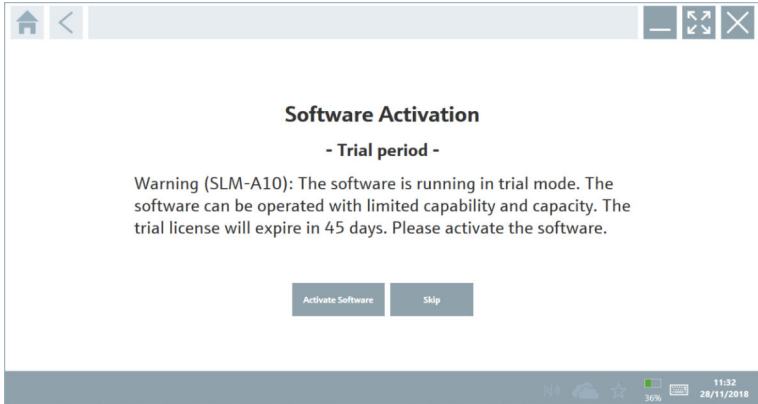 Software Activation
- Trial period -
Warning (SLM-A10): The software is running in trial mode. The
software can be operated with limited capability and capacity. The
trial license will expire in 45 days. Please activate the software.
Activate Software
Skip
36%
11:32
28/11/2018